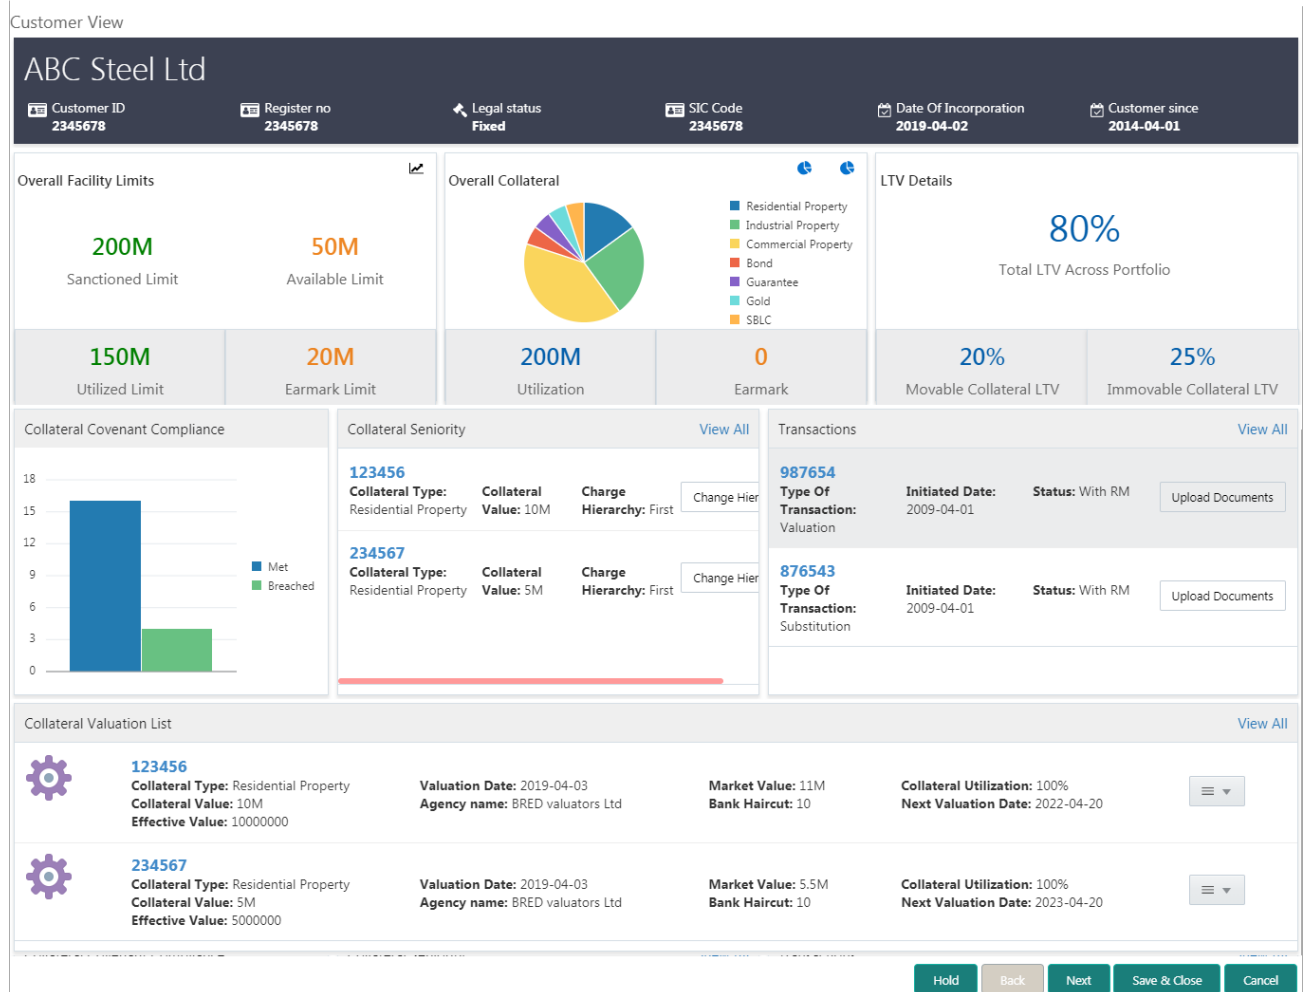 Customer View
ABC Steel Ltd
Customer ID
2345678
Register no
2345678
Legal status
Fixed
SIC Code
2345678
Date Of Incorporation
2019-04-02
Customer since
2014-04-01
Overall Facility Limits
200M
Sanctioned Limit
50M
Available Limit
150M
Utilized Limit
20M
Earmark Limit
Overall Collateral
Residential Property
Industrial Property
Commercial Property
Bond
Guarantee
Gold
SBLC
200M
Utilization
0
Earmark
LTV Details
80%
Total LTV Across Portfolio
20%
Movable Collateral LTV
25%
Immovable Collateral LTV
Collateral Covenant Compliance
18
15
12
9
6
3
0
Met
Breached
Collateral Seniority
View All
123456
Collateral Type:
Residential Property
Collateral
Value: 10M
Charge
Hierarchy: First
Change Hier
234567
Collateral Type:
Residential Property
Collateral
Value: 5M
Charge
Hierarchy: First
Change Hier
Transactions
View All
987654
Type Of
Transaction:
Valuation
Initiated Date:
2009-04-01
Status: With RM
Upload Documents
876543
Type Of
Transaction:
Substitution
Initiated Date:
2009-04-01
Status: With RM
Upload Documents
Collateral Valuation List
View All
123456
Collateral Type: Residential Property
Collateral Value: 10M
Effective Value: 10000000
Valuation Date: 2019-04-03
Agency name: BRED valuators Ltd
Market Value: 11M
Bank Haircut: 10
Collateral Utilization: 100%
Next Valuation Date: 2022-04-20
234567
Collateral Type: Residential Property
Collateral Value: 5M
Effective Value: 5000000
Valuation Date: 2019-04-03
Agency name: BRED valuators Ltd
Market Value: 5.5M
Bank Haircut: 10
Collateral Utilization: 100%
Next Valuation Date: 2023-04-20
Hold
Back
Next
Save & Close
Cancel